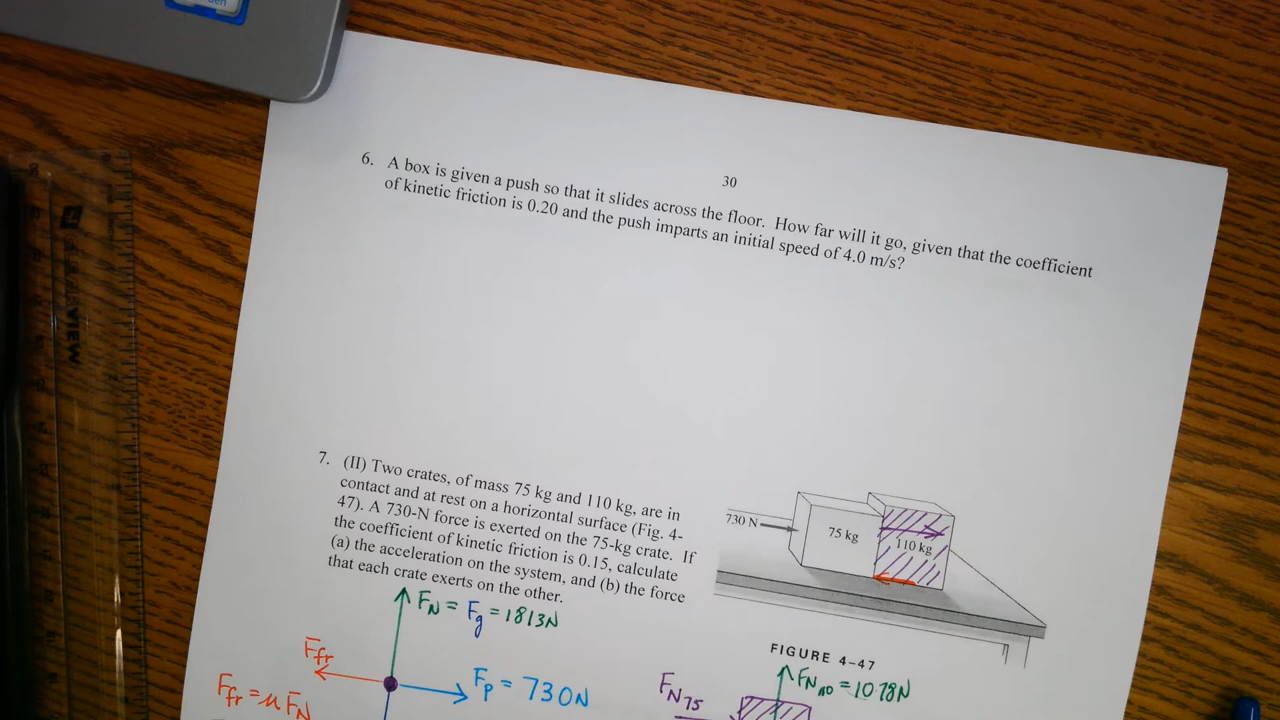 30
6. A box is given a push so that it slides across the floor. How far will it go, given that the coefficient
of kinetic friction is 0.20 and the push imparts an initial speed of 4.0 m/s?
7. (II) Two crates, of mass 75 kg and 110 kg, are in
contact and at rest on a horizontal surface (Fig. 4-
47). A 730-N force is exerted on the 75-kg crate. If
the coefficient of kinetic friction is 0.15, calculate
(a) the acceleration on the system, and (b) the force
that each crate exerts on the other.
730 N
75 kg
110 kg
FIGURE 4-47
FN = Fg = 1813N
Ffr
Fp = 730N
Ffr = μFN
FN75
FN110 = 1078N